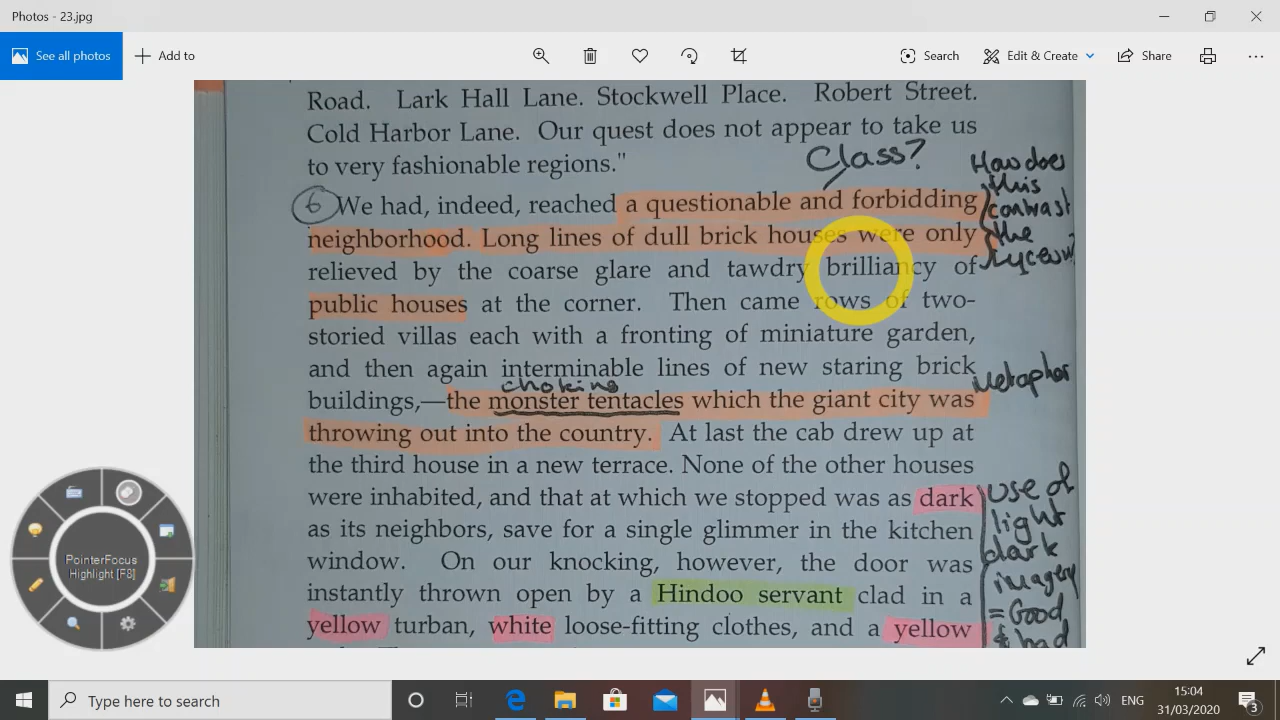 Photos - 23.jpg
See all photos
Add to
Search
Edit & Create
Share
Road. Lark Hall Lane. Stockwell Place. Robert Street.
Cold Harbor Lane. Our quest does not appear to take us
to very fashionable regions."
Class?
How does
this
contrast
the
Lyceum?
6 We had, indeed, reached a questionable and forbidding
neighborhood. Long lines of dull brick houses were only
relieved by the coarse glare and tawdry brilliancy of
public houses at the corner. Then came rows of two-
storied villas each with a fronting of miniature garden,
and then again interminable lines of new staring brick
choking
Metaphor
buildings,—the monster tentacles which the giant city was
throwing out into the country. At last the cab drew up at
the third house in a new terrace. None of the other houses
were inhabited, and that at which we stopped was as dark
as its neighbors, save for a single glimmer in the kitchen
window. On our knocking, however, the door was
instantly thrown open by a Hindoo servant clad in a
yellow turban, white loose-fitting clothes, and a yellow
use of
light
dark
imagery
= Good
& bad
PointerFocus
Highlight [F8]
Type here to search
ENG
15:04
31/03/2020
3